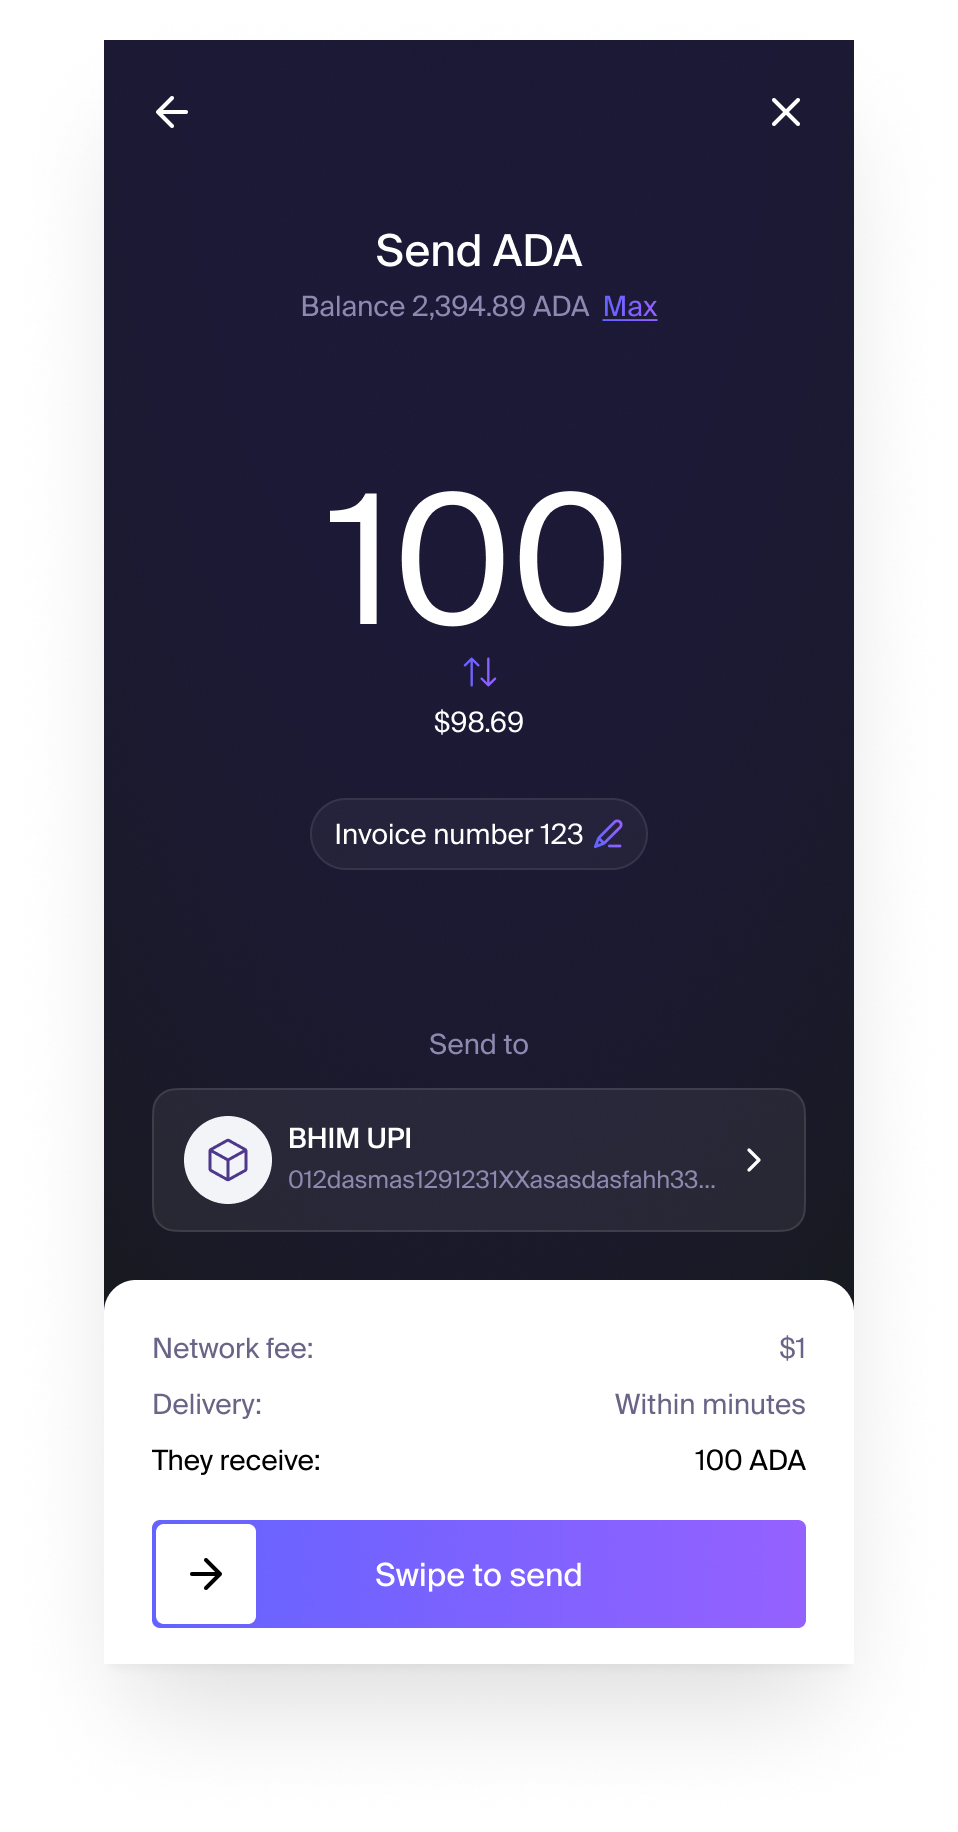 Send ADA
Balance 2,394.89 ADA Max
100
$98.69
Invoice number 123
Send to
BHIM UPI
012dasmas1291231XXasasdasfahh33...
Network fee: $1
Delivery: Within minutes
They receive: 100 ADA
Swipe to send